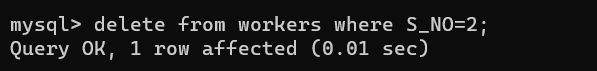 mysql> delete from workers where S_NO=2;
Query OK, 1 row affected (0.01 sec)